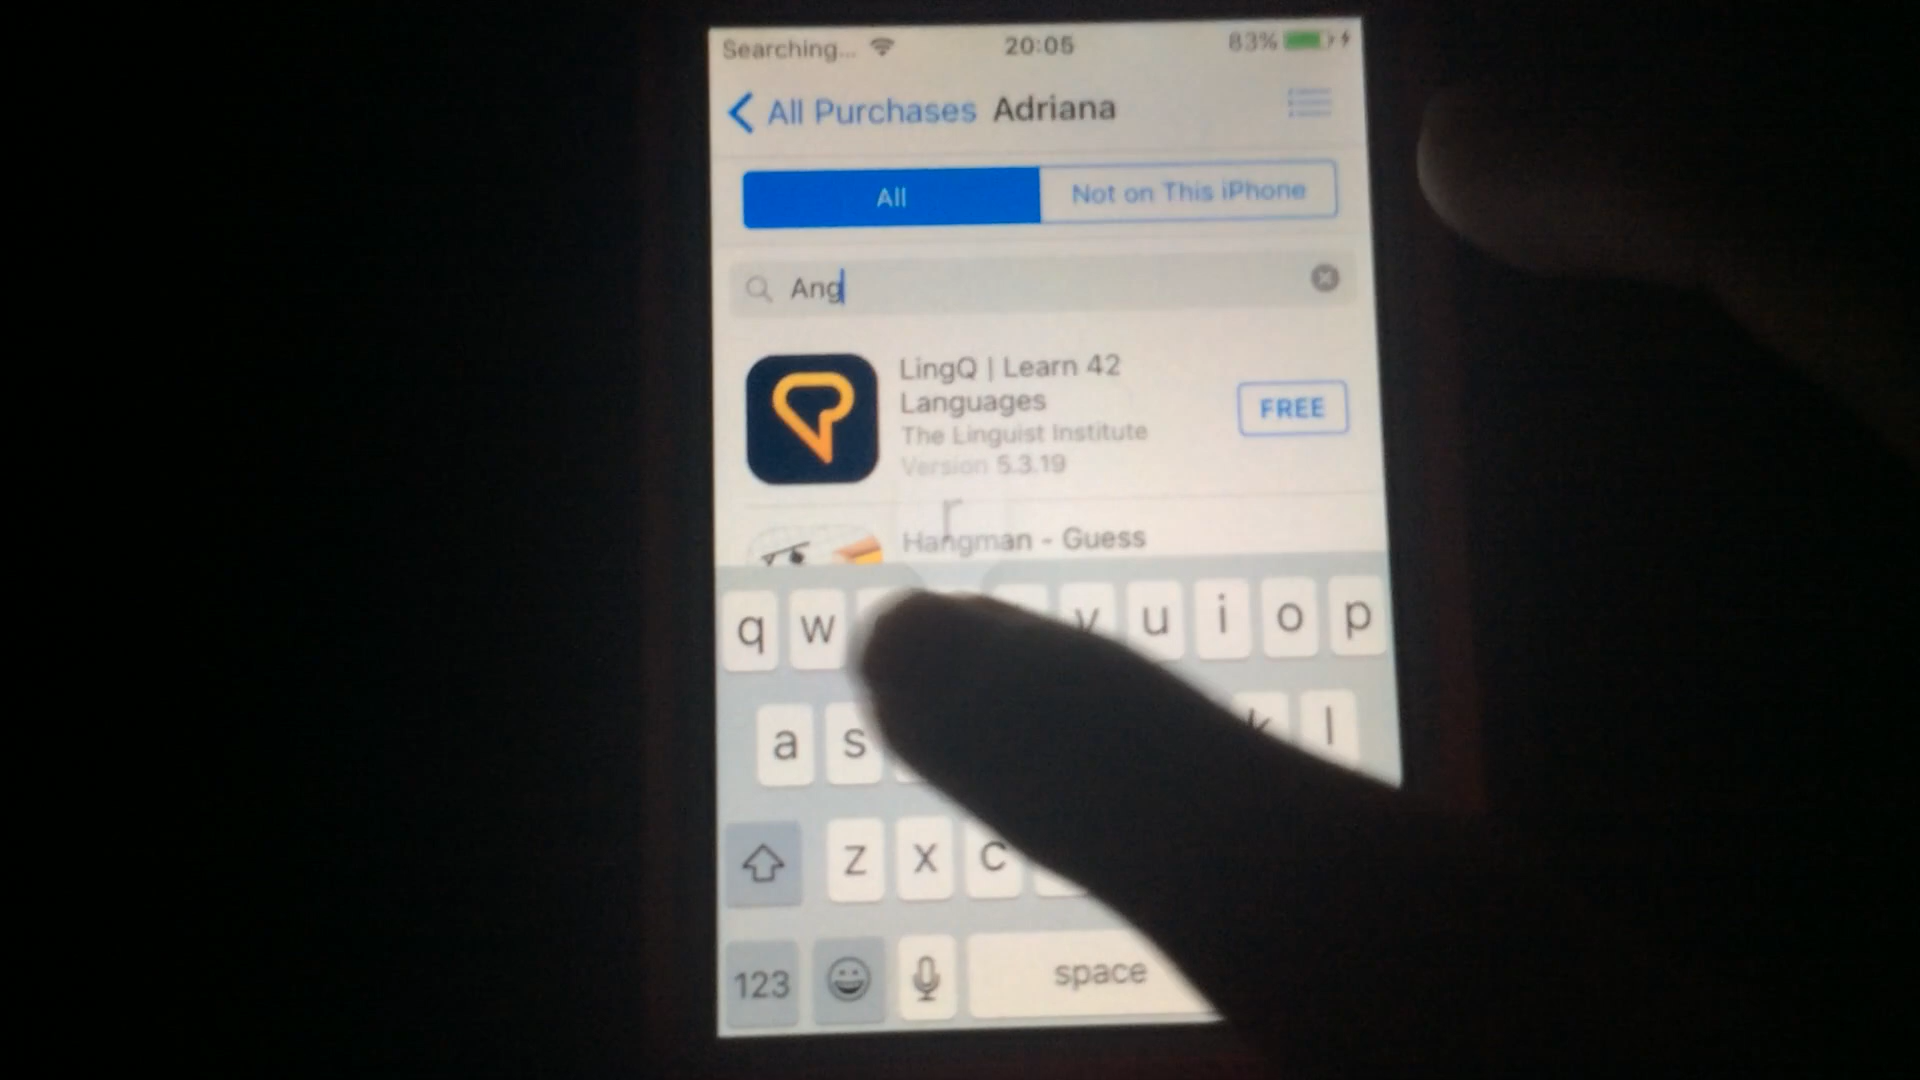 Searching... 20:05 83%
All Purchases Adriana
All Not on This iPhone
Ang
LingQ | Learn 42
Languages
FREE
The Linguist Institute
Version 5.3.19
r
Hangman - Guess
q w y u i o p
a s k l
z x c
123 space